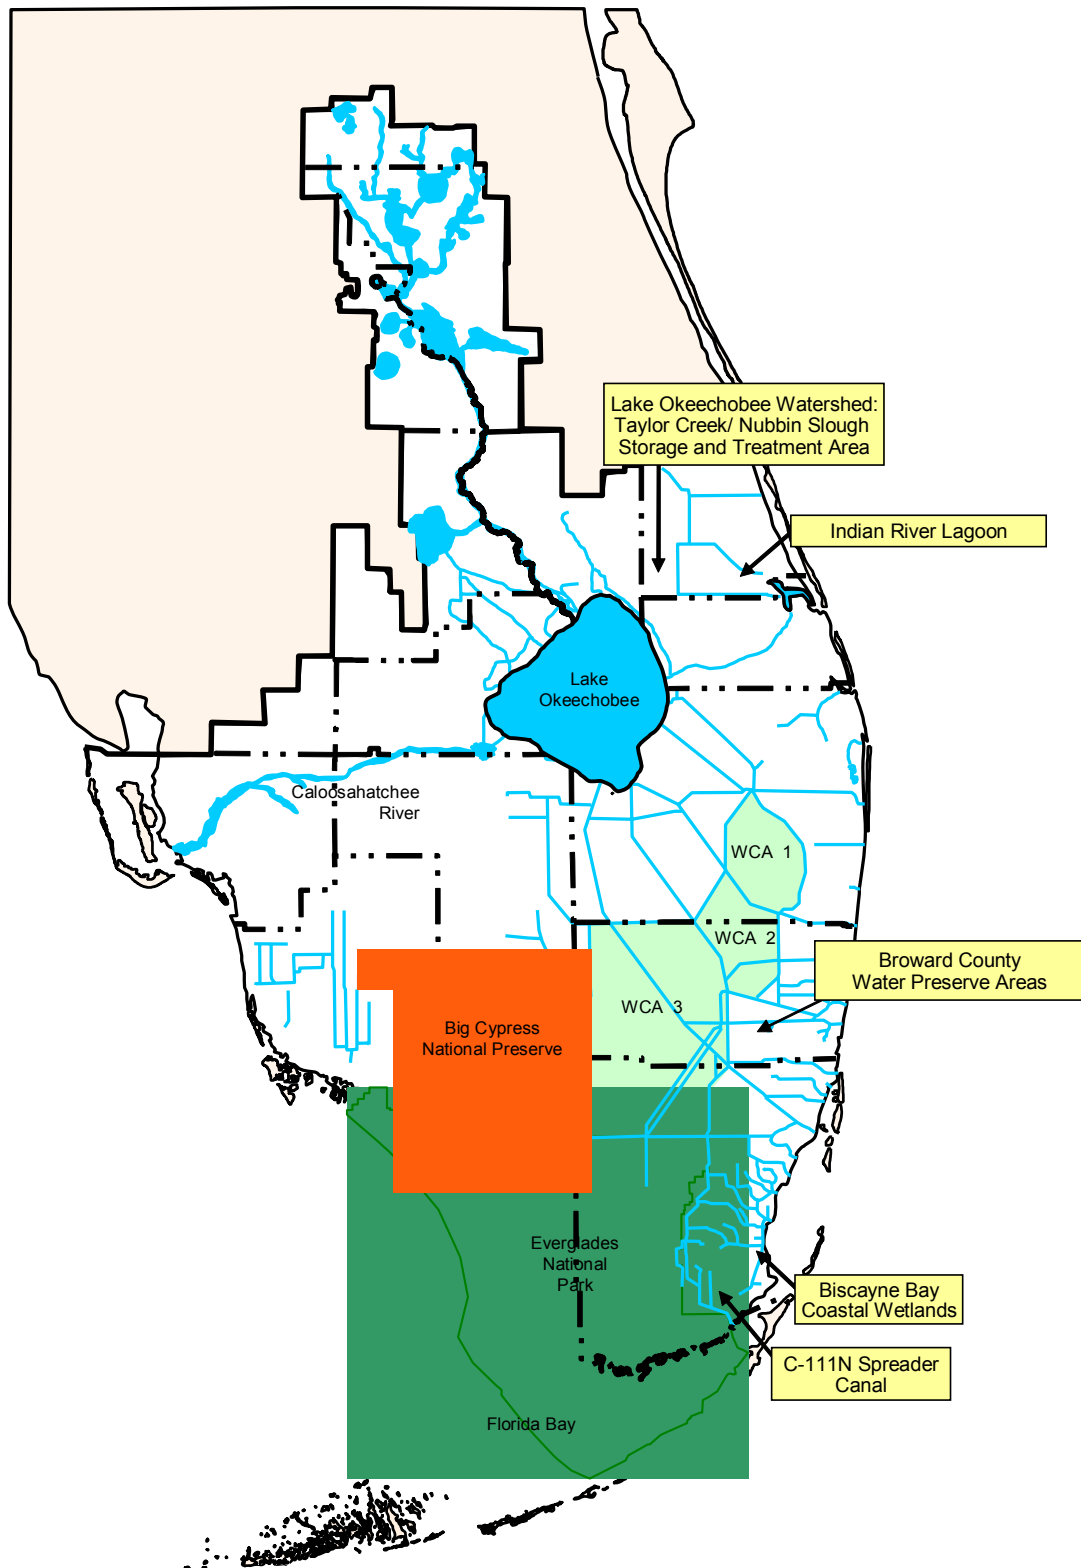 Lake Okeechobee Watershed:
Taylor Creek/ Nubbin Slough
Storage and Treatment Area
Indian River Lagoon
Lake
Okeechobee
Caloosahatchee
River
WCA 1
WCA 2
Broward County
Water Preserve Areas
WCA 3
Big Cypress
National Preserve
Everglades
National
Park
Biscayne Bay
Coastal Wetlands
C-111N Spreader
Canal
Florida Bay